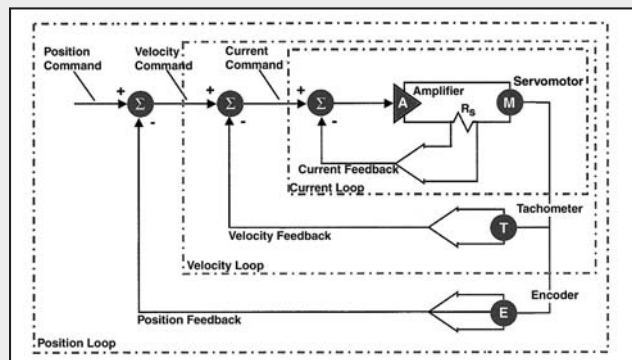 Position
Command
Velocity
Command
Current
Command
+
Σ
-
+
Σ
-
+
Σ
-
Amplifier
A
Servomotor
M
Rs
Current Feedback
Current Loop
Tachometer
T
Velocity Feedback
Velocity Loop
Encoder
E
Position Feedback
Position Loop